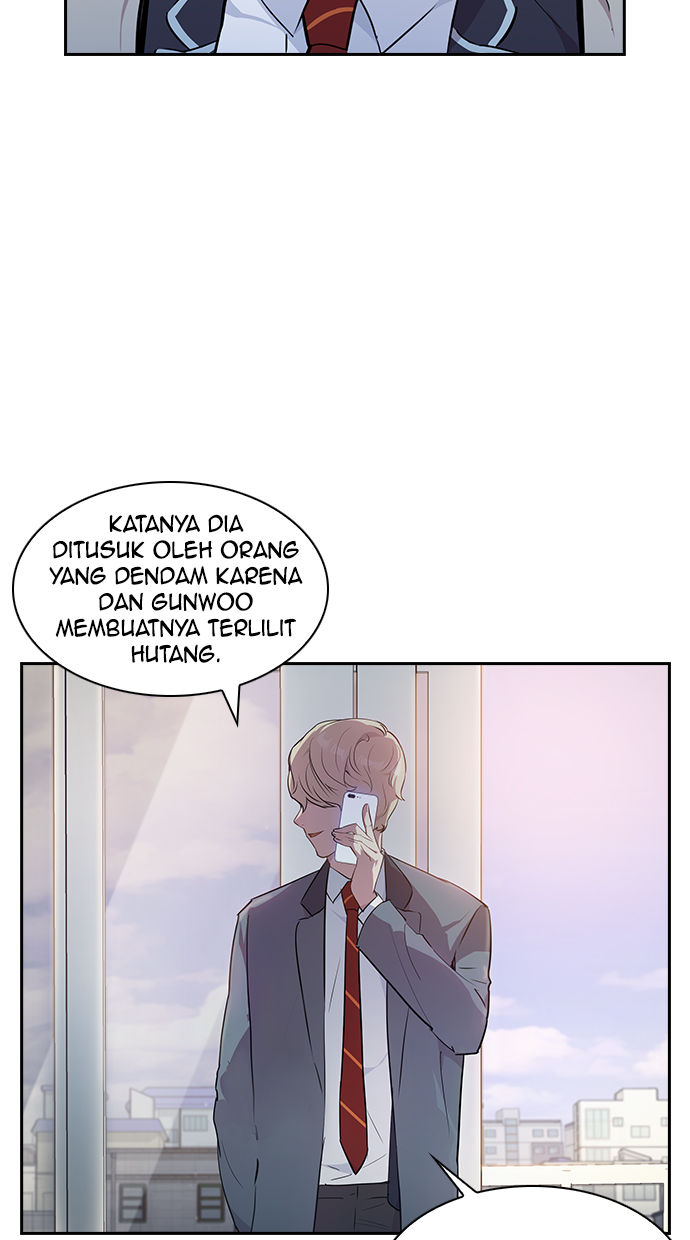 KATANYA DIA
DITUSUK OLEH ORANG
YANG DENDAM KARENA
DAN GUNWOO
MEMBUATNYA TERLILIT
HUTANG.